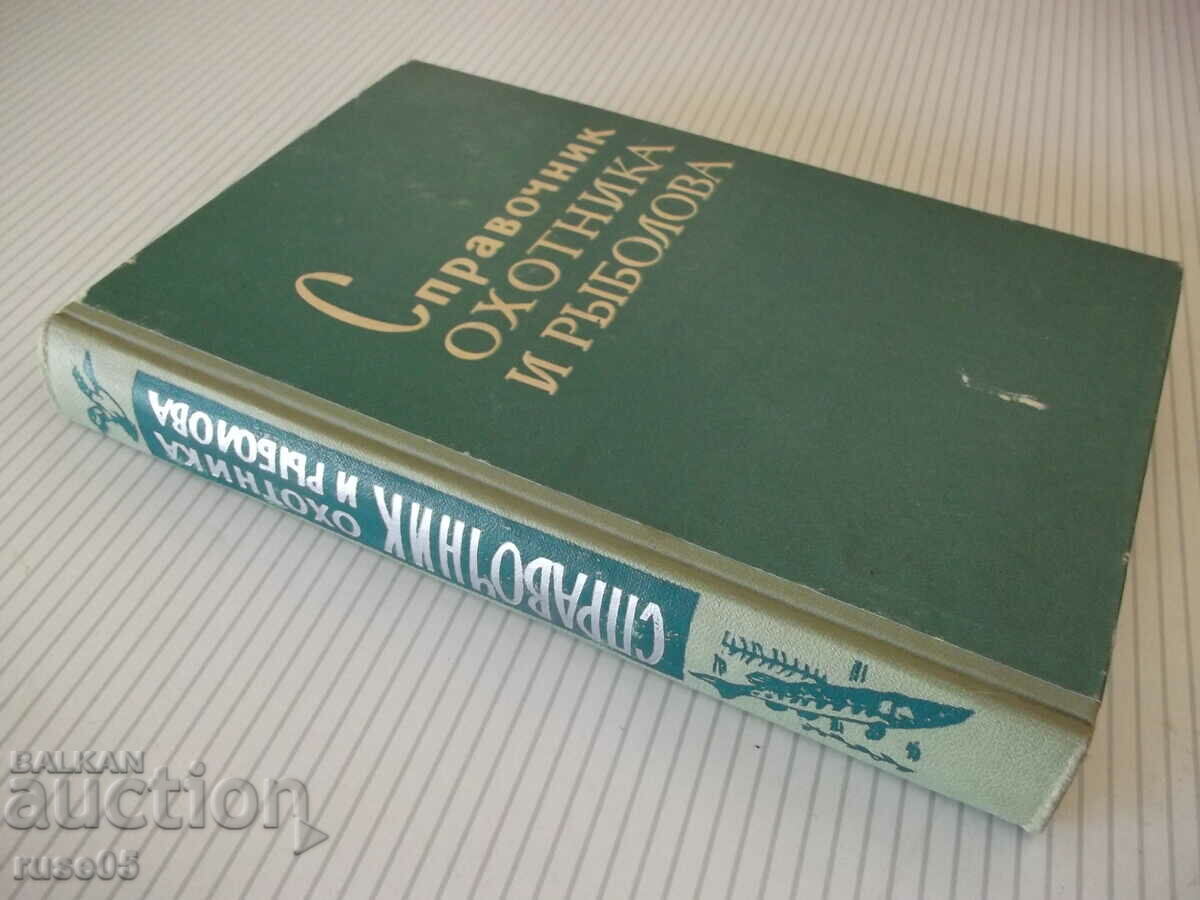 Справочник
ОХОТНИКА
И РЫБОЛОВА
СПРАВОЧНИК
ОХОТНИКА
И РЫБОЛОВА
BALKAN
auction
ruse05